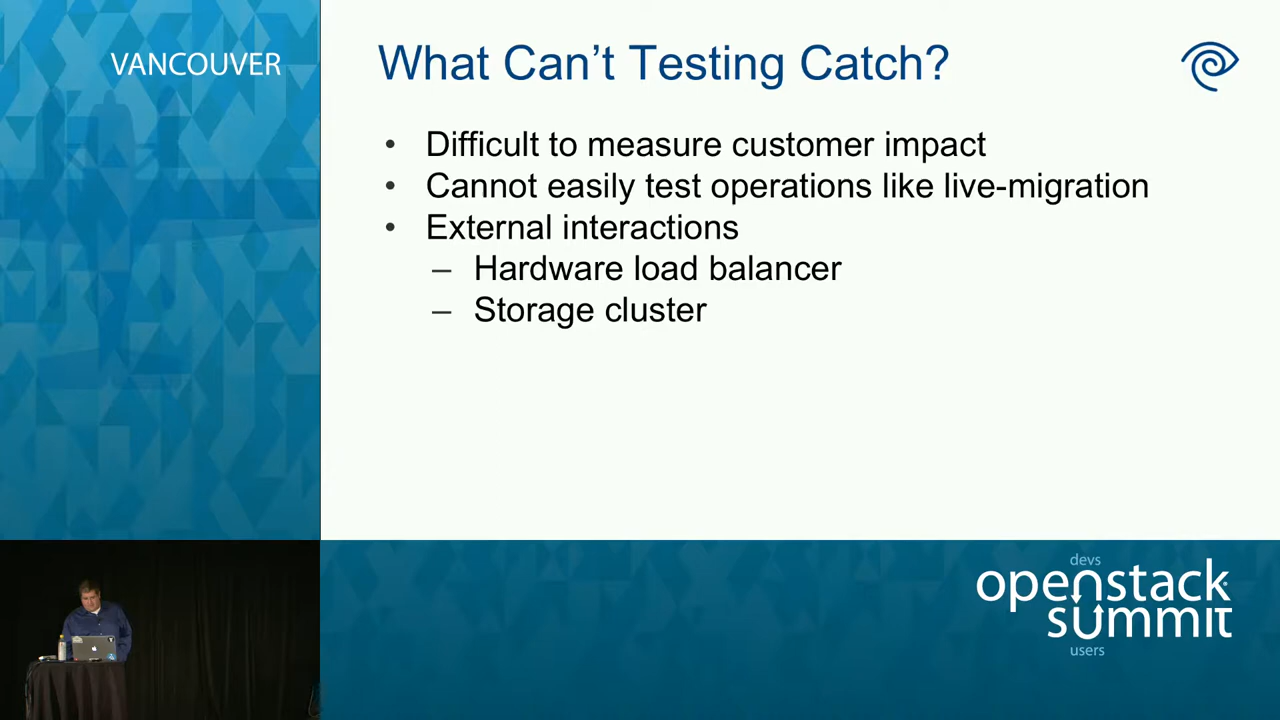 VANCOUVER
What Can't Testing Catch?
• Difficult to measure customer impact
• Cannot easily test operations like live-migration
• External interactions
– Hardware load balancer
– Storage cluster
devs
openstack
summit
users